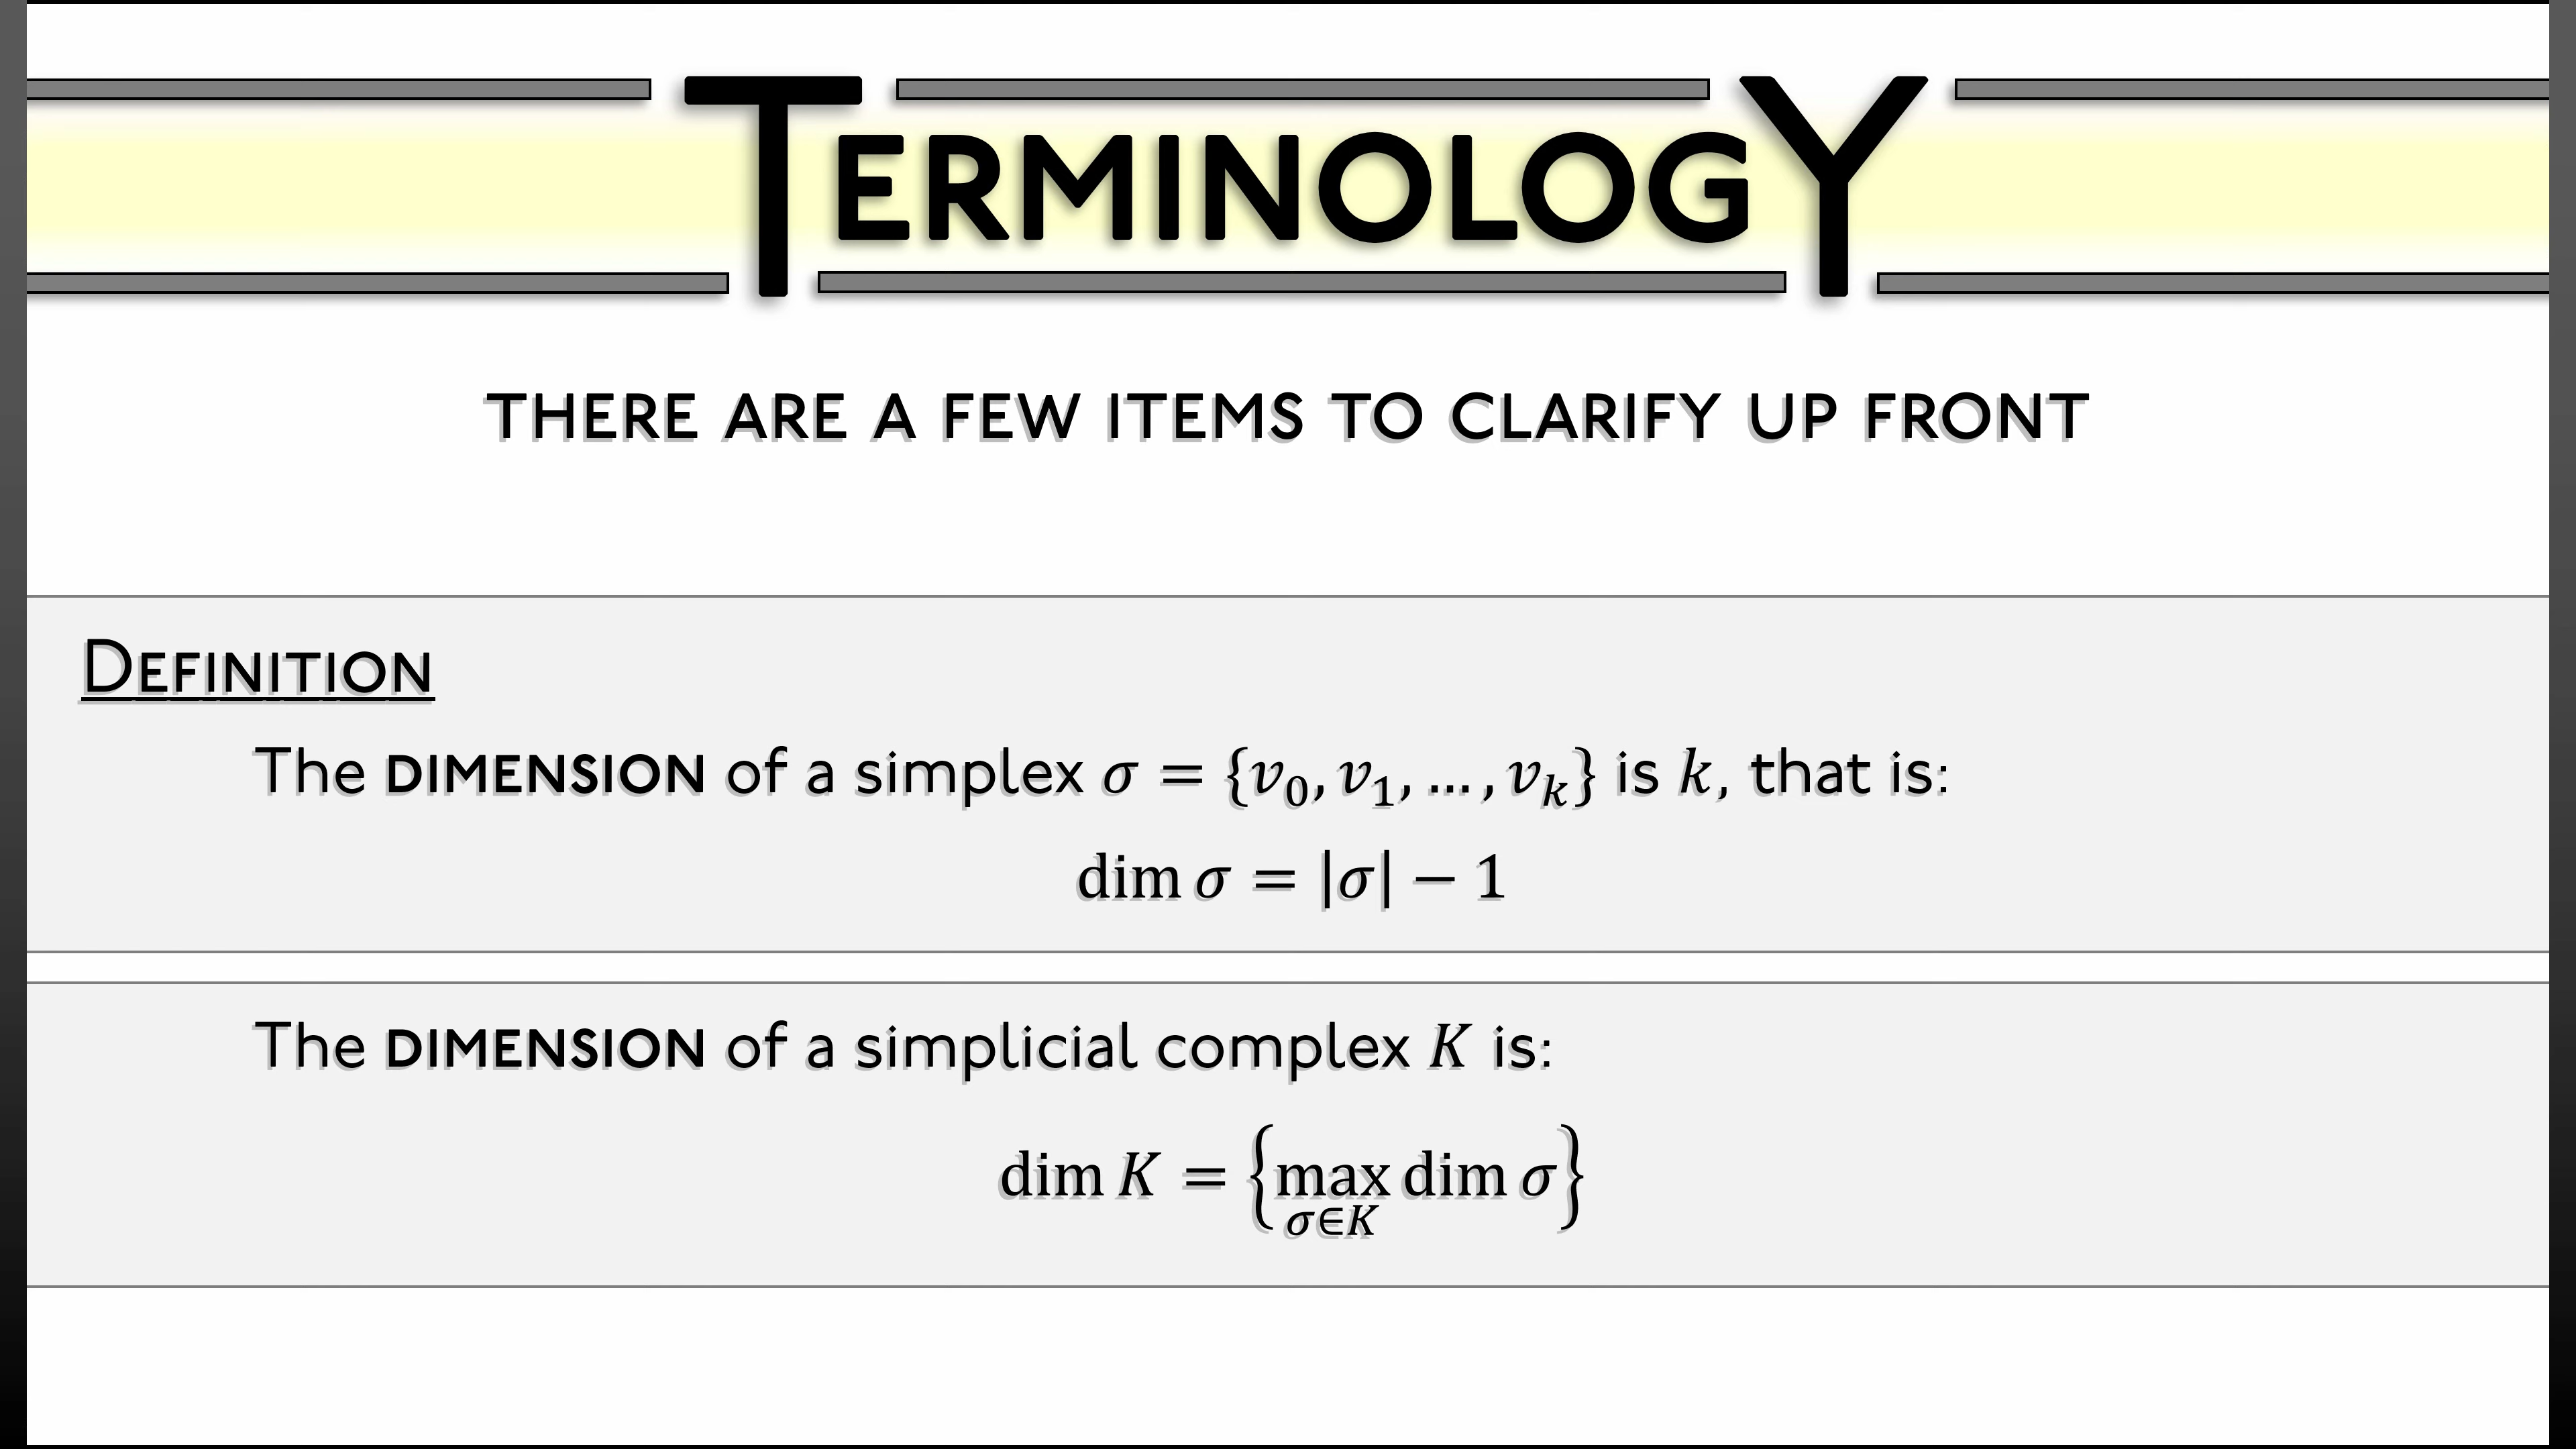 TERMINOLOGY
THERE ARE A FEW ITEMS TO CLARIFY UP FRONT
DEFINITION
The DIMENSION of a simplex σ = {v₀, v₁, … , vₖ} is k, that is:
dim σ = |σ| − 1
The DIMENSION of a simplicial complex K is:
dim K = {max dim σ}
σ∈K